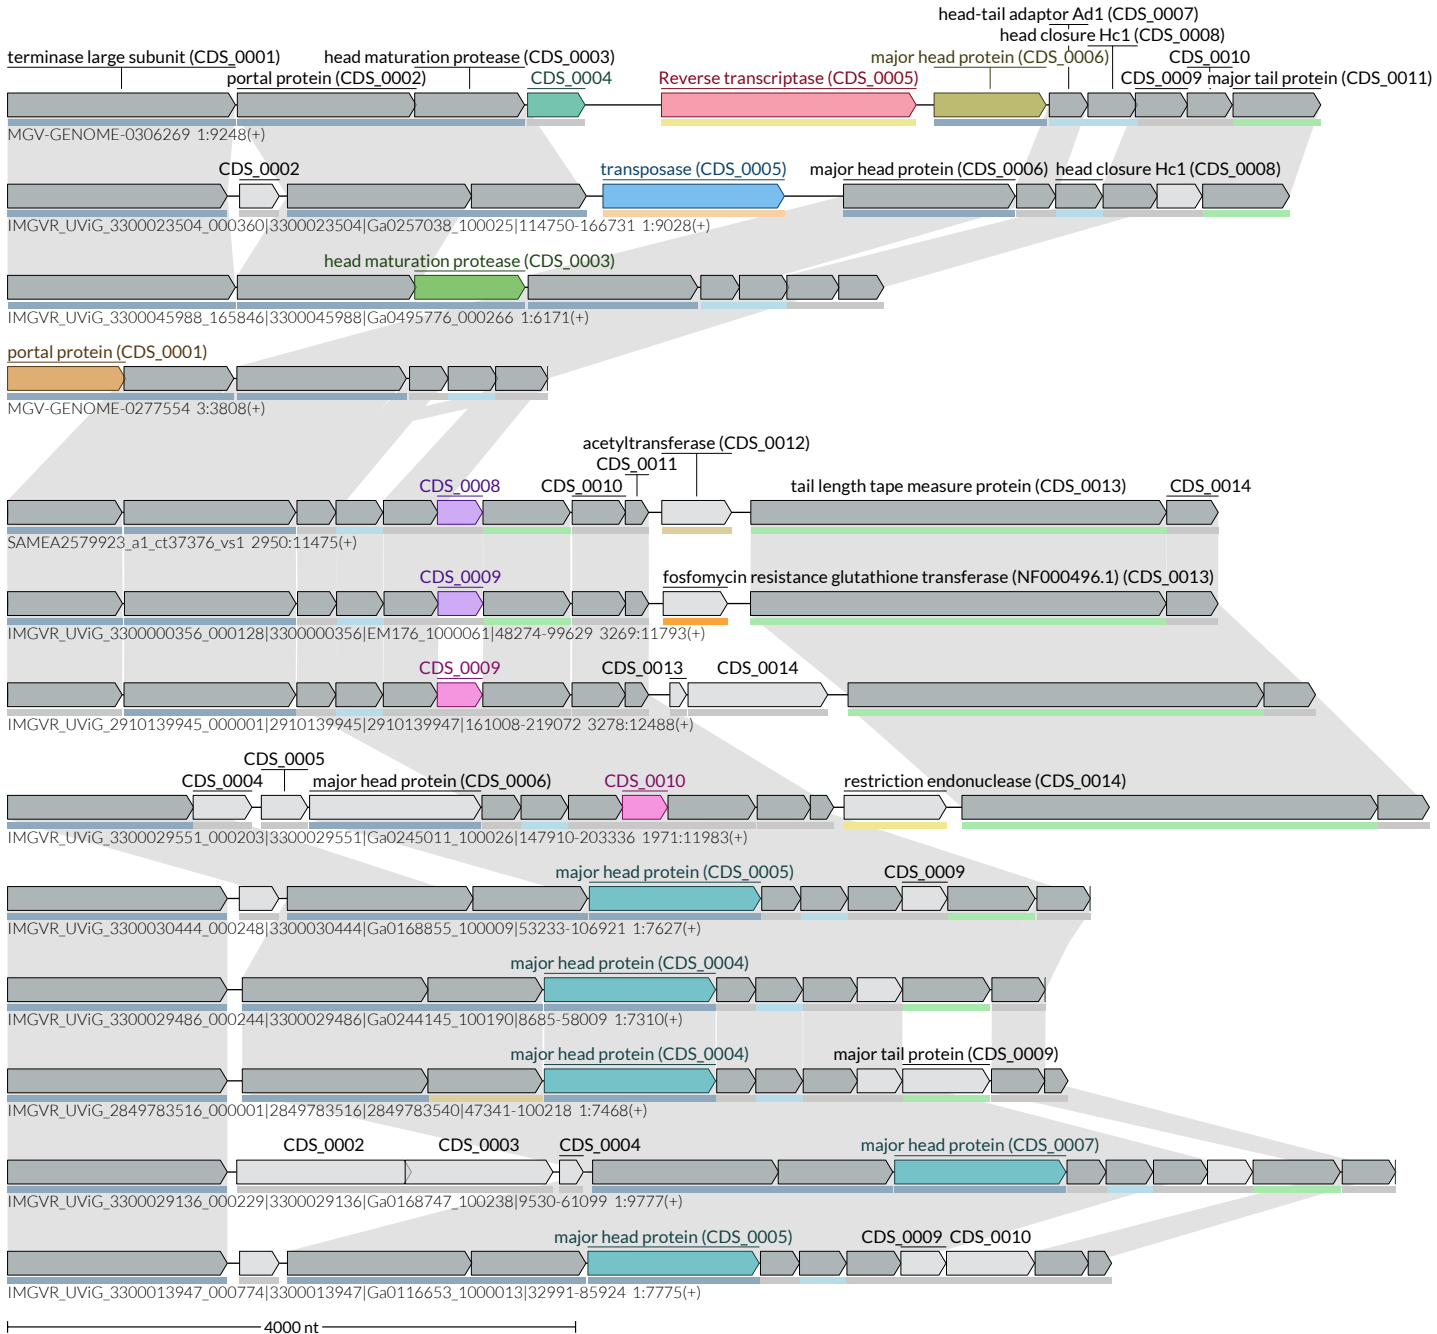 head-tail adaptor Ad1 (CDS_0007)
head closure Hc1 (CDS_0008)
terminase large subunit (CDS_0001) head maturation protease (CDS_0003) major head protein (CDS_0006) CDS_0010
portal protein (CDS_0002) CDS_0004 Reverse transcriptase (CDS_0005) CDS_0009 major tail protein (CDS_0011)
MGV-GENOME-0306269 1:9248(+)
CDS_0002 transposase (CDS_0005) major head protein (CDS_0006) head closure Hc1 (CDS_0008)
IMGVR_UViG_3300023504_000360|3300023504|Ga0257038_100025|114750-166731 1:9028(+)
head maturation protease (CDS_0003)
IMGVR_UViG_3300045988_165846|3300045988|Ga0495776_000266 1:6171(+)
portal protein (CDS_0001)
MGV-GENOME-0277554 3:3808(+)
acetyltransferase (CDS_0012)
CDS_0011
CDS_0008 CDS_0010 tail length tape measure protein (CDS_0013) CDS_0014
SAMEA2579923_a1_ct37376_vs1 2950:11475(+)
CDS_0009 fosfomycin resistance glutathione transferase (NF000496.1) (CDS_0013)
IMGVR_UViG_3300000356_000128|3300000356|EM176_1000061|48274-99629 3269:11793(+)
CDS_0009 CDS_0013 CDS_0014
IMGVR_UViG_2910139945_000001|2910139945|2910139947|161008-219072 3278:12488(+)
CDS_0005
CDS_0004 major head protein (CDS_0006) CDS_0010 restriction endonuclease (CDS_0014)
IMGVR_UViG_3300029551_000203|3300029551|Ga0245011_100026|147910-203336 1971:11983(+)
major head protein (CDS_0005) CDS_0009
IMGVR_UViG_3300030444_000248|3300030444|Ga0168855_100009|53233-106921 1:7627(+)
major head protein (CDS_0004)
IMGVR_UViG_3300029486_000244|3300029486|Ga0244145_100190|8685-58009 1:7310(+)
major head protein (CDS_0004) major tail protein (CDS_0009)
IMGVR_UViG_2849783516_000001|2849783516|2849783540|47341-100218 1:7468(+)
CDS_0002 CDS_0003 CDS_0004 major head protein (CDS_0007)
IMGVR_UViG_3300029136_000229|3300029136|Ga0168747_100238|9530-61099 1:9777(+)
major head protein (CDS_0005) CDS_0009 CDS_0010
IMGVR_UViG_3300013947_000774|3300013947|Ga0116653_1000013|32991-85924 1:7775(+)
4000 nt